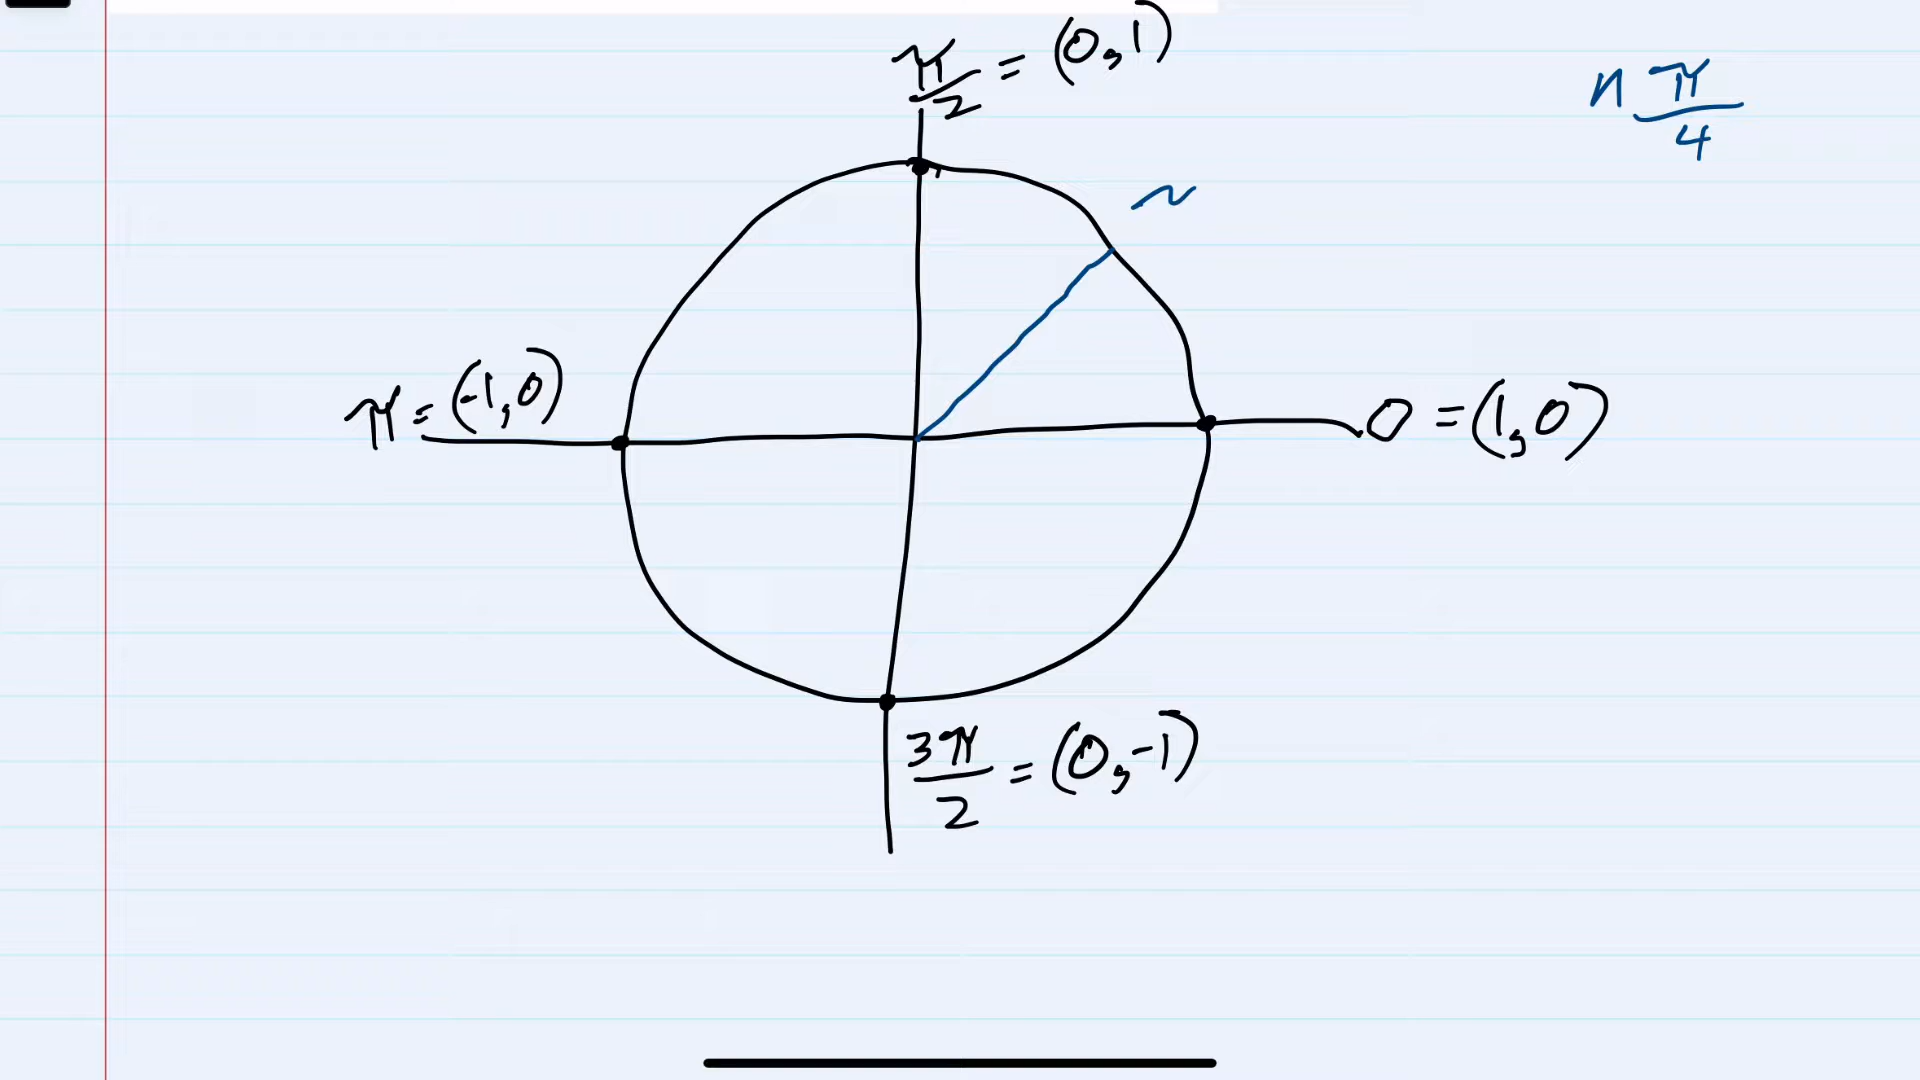 π/2 = (0,1)
n π/4
π = (-1,0)
0 = (1,0)
3π/2 = (0,-1)